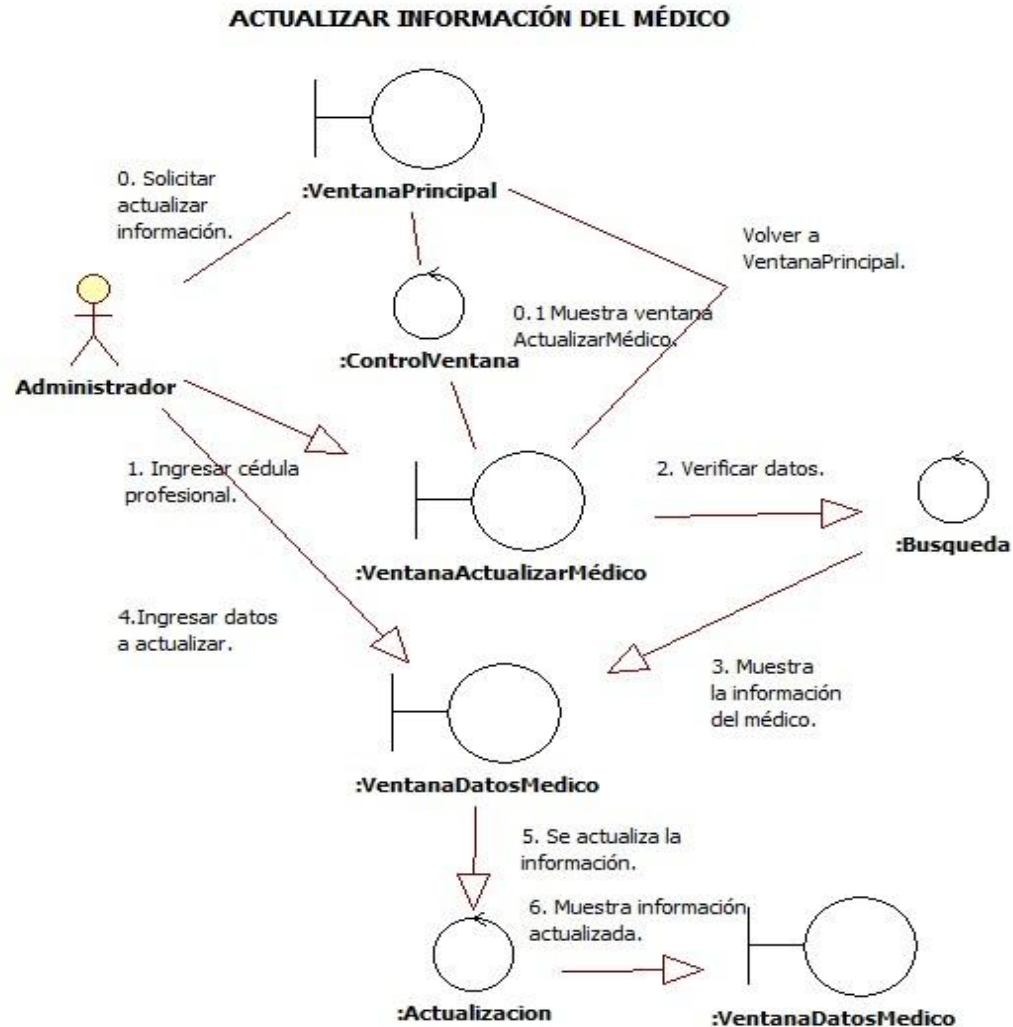 ACTUALIZAR INFORMACIÓN DEL MÉDICO
:VentanaPrincipal
0. Solicitar
actualizar
información.
Volver a
VentanaPrincipal.
0.1 Muestra ventana
ActualizarMédico.
:ControlVentana
Administrador
1. Ingresar cédula
profesional.
2. Verificar datos.
:VentanaActualizarMédico
:Busqueda
4.Ingresar datos
a actualizar.
3. Muestra
la información
del médico.
:VentanaDatosMedico
5. Se actualiza la
información.
6. Muestra información
actualizada.
:Actualizacion
:VentanaDatosMedico